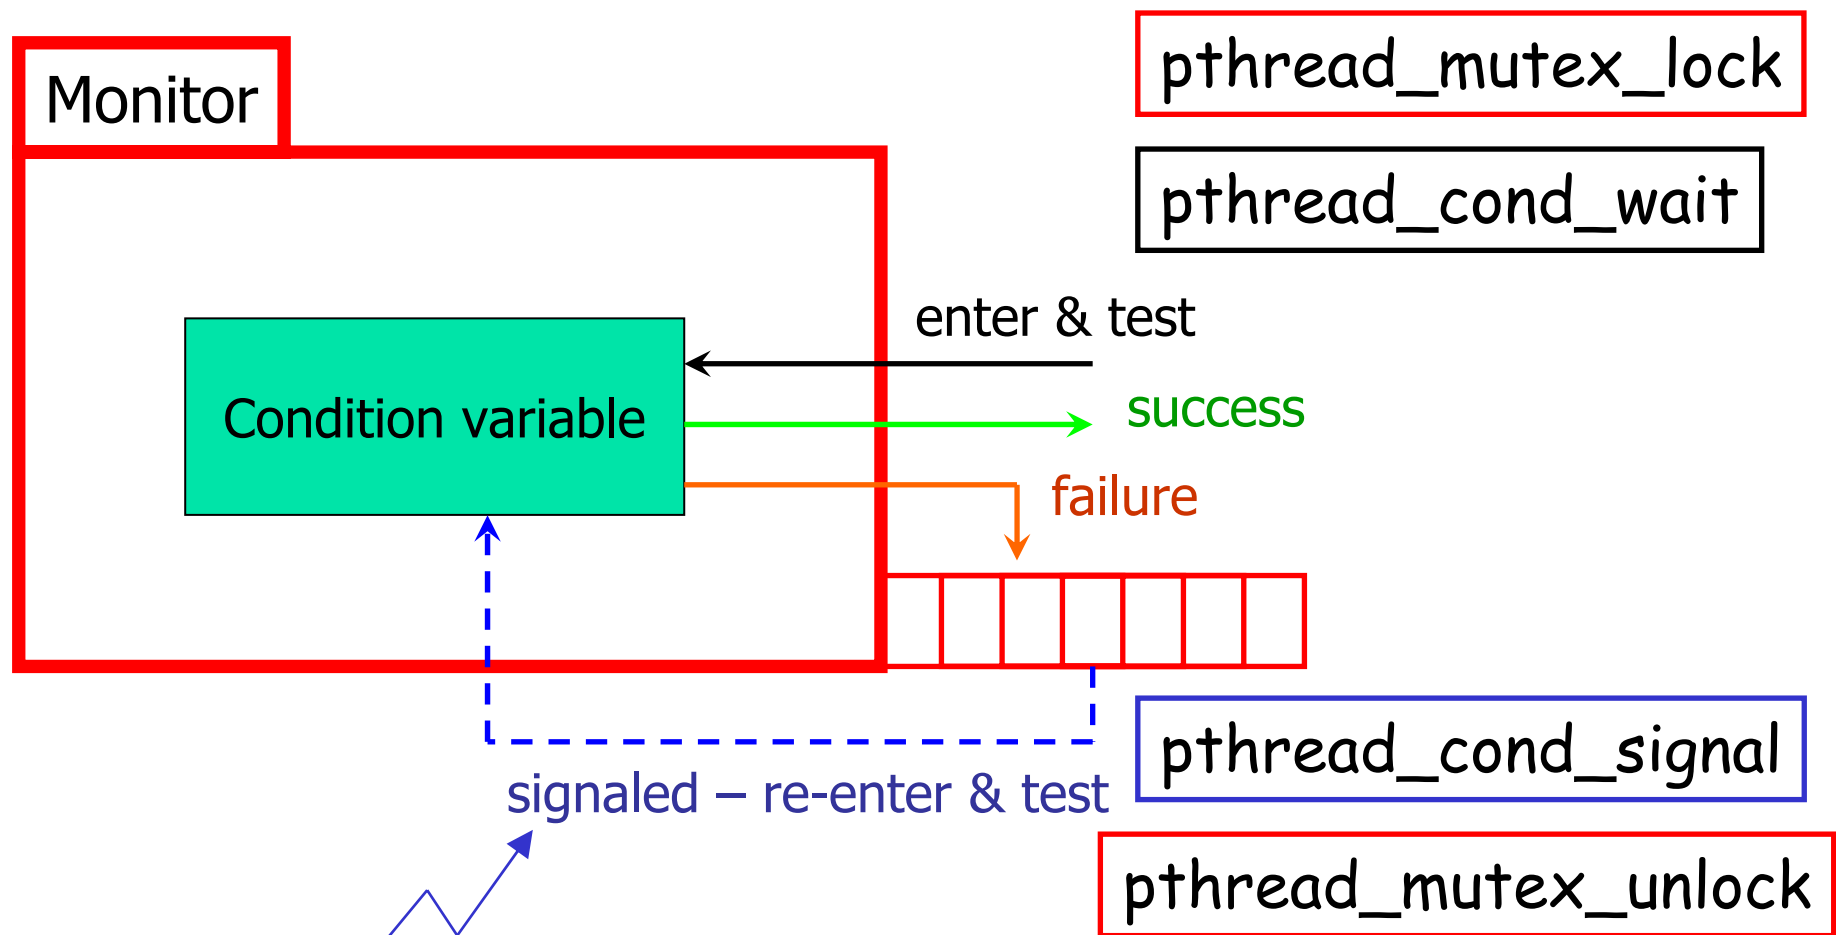 Monitor
pthread_mutex_lock
pthread_cond_wait
enter & test
Condition variable
success
failure
pthread_cond_signal
signaled – re-enter & test
pthread_mutex_unlock